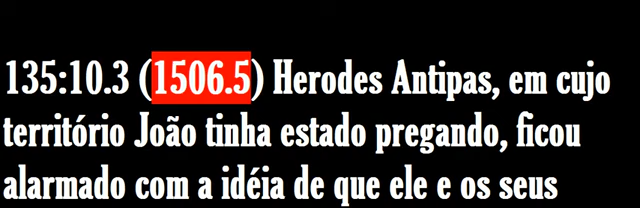 135:10.3 (1506.5) Herodes Antipas, em cujo
território João tinha estado pregando, ficou
alarmado com a idéia de que ele e os seus